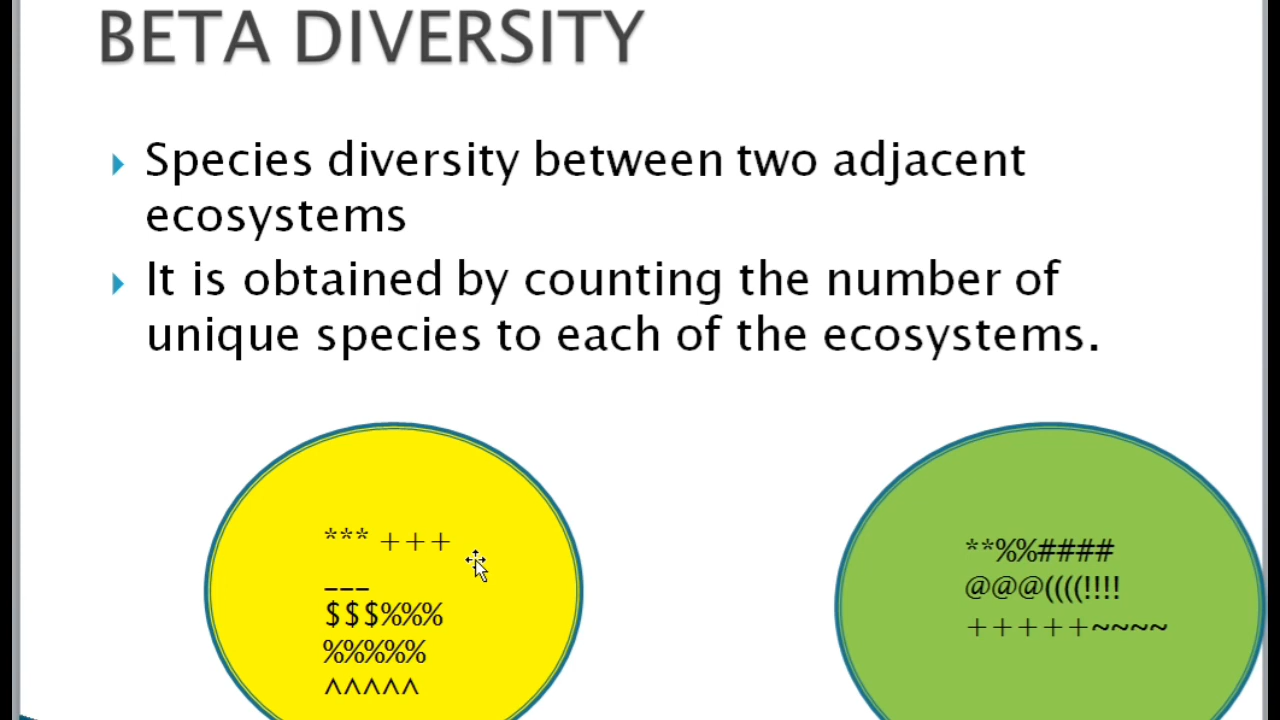 BETA DIVERSITY
Species diversity between two adjacent
ecosystems
It is obtained by counting the number of
unique species to each of the ecosystems.
*** +++
___
$$$%%%
%%%%%
^^^^^
**%%####
@@@((((!!!!
+++++~~~~